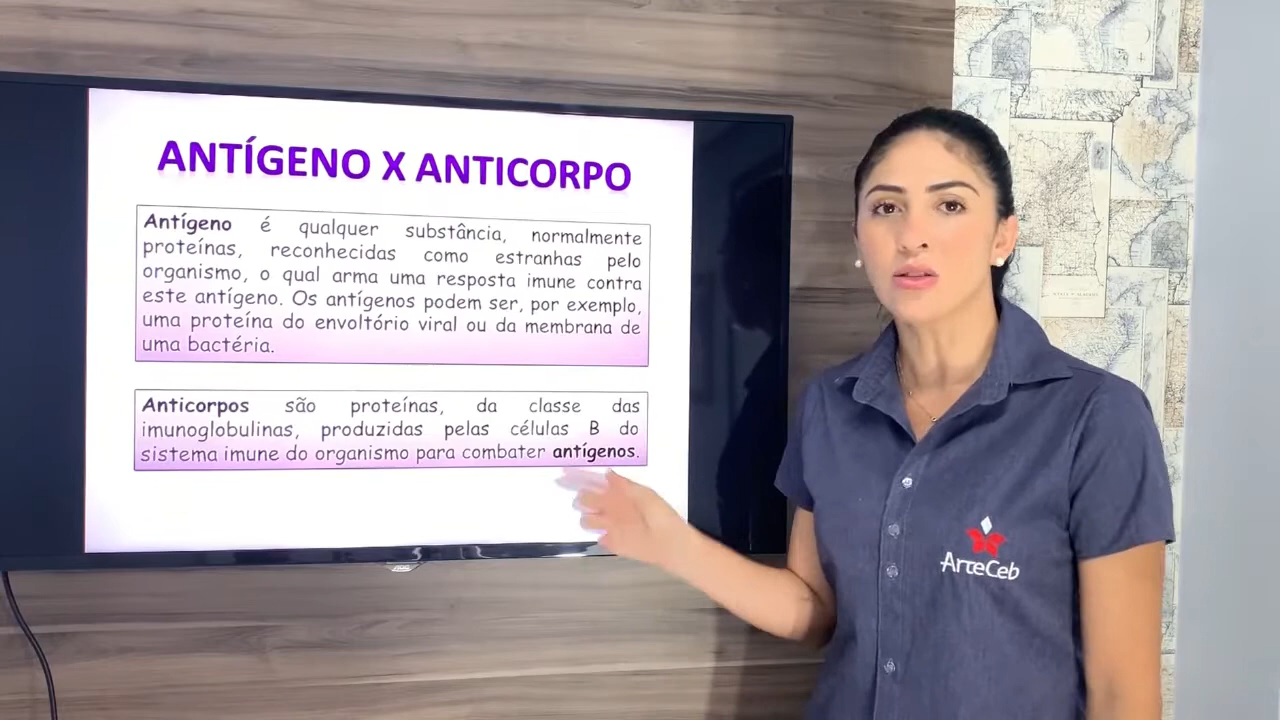 ANTÍGENO X ANTICORPO
Antígeno é qualquer substância, normalmente
proteínas, reconhecidas como estranhas pelo
organismo, o qual arma uma resposta imune contra
este antígeno. Os antígenos podem ser, por exemplo,
uma proteína do envoltório viral ou da membrana de
uma bactéria.
Anticorpos são proteínas, da classe das
imunoglobulinas, produzidas pelas células B do
sistema imune do organismo para combater antígenos.
ArteCeb